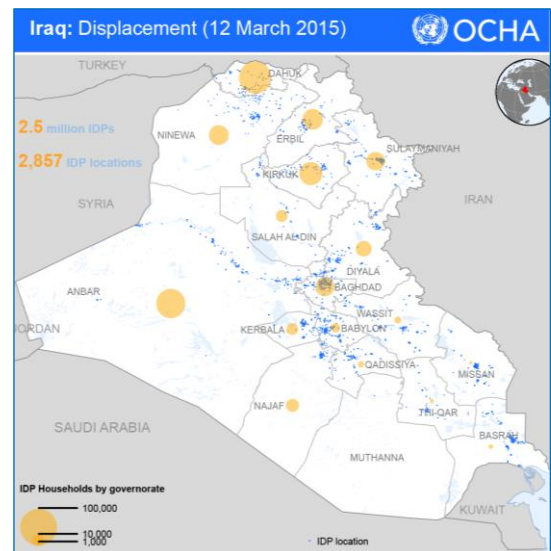 Iraq: Displacement (12 March 2015)
OCHA
TURKEY
DAHUK
2.5 million IDPs
NINEWA
ERBIL
SULAYMANIYAH
2,857 IDP locations
KIRKUK
SYRIA
IRAN
SALAH AL-DIN
DIYALA
ANBAR
BAGHDAD
WASSIT
JORDAN
KERBALA
BABYLON
QADISSIYA
MISSAN
NAJAF
THI-QAR
SAUDI ARABIA
BASRAH
MUTHANNA
IDP Households by governorate
KUWAIT
100,000
10,000
1,000
IDP location